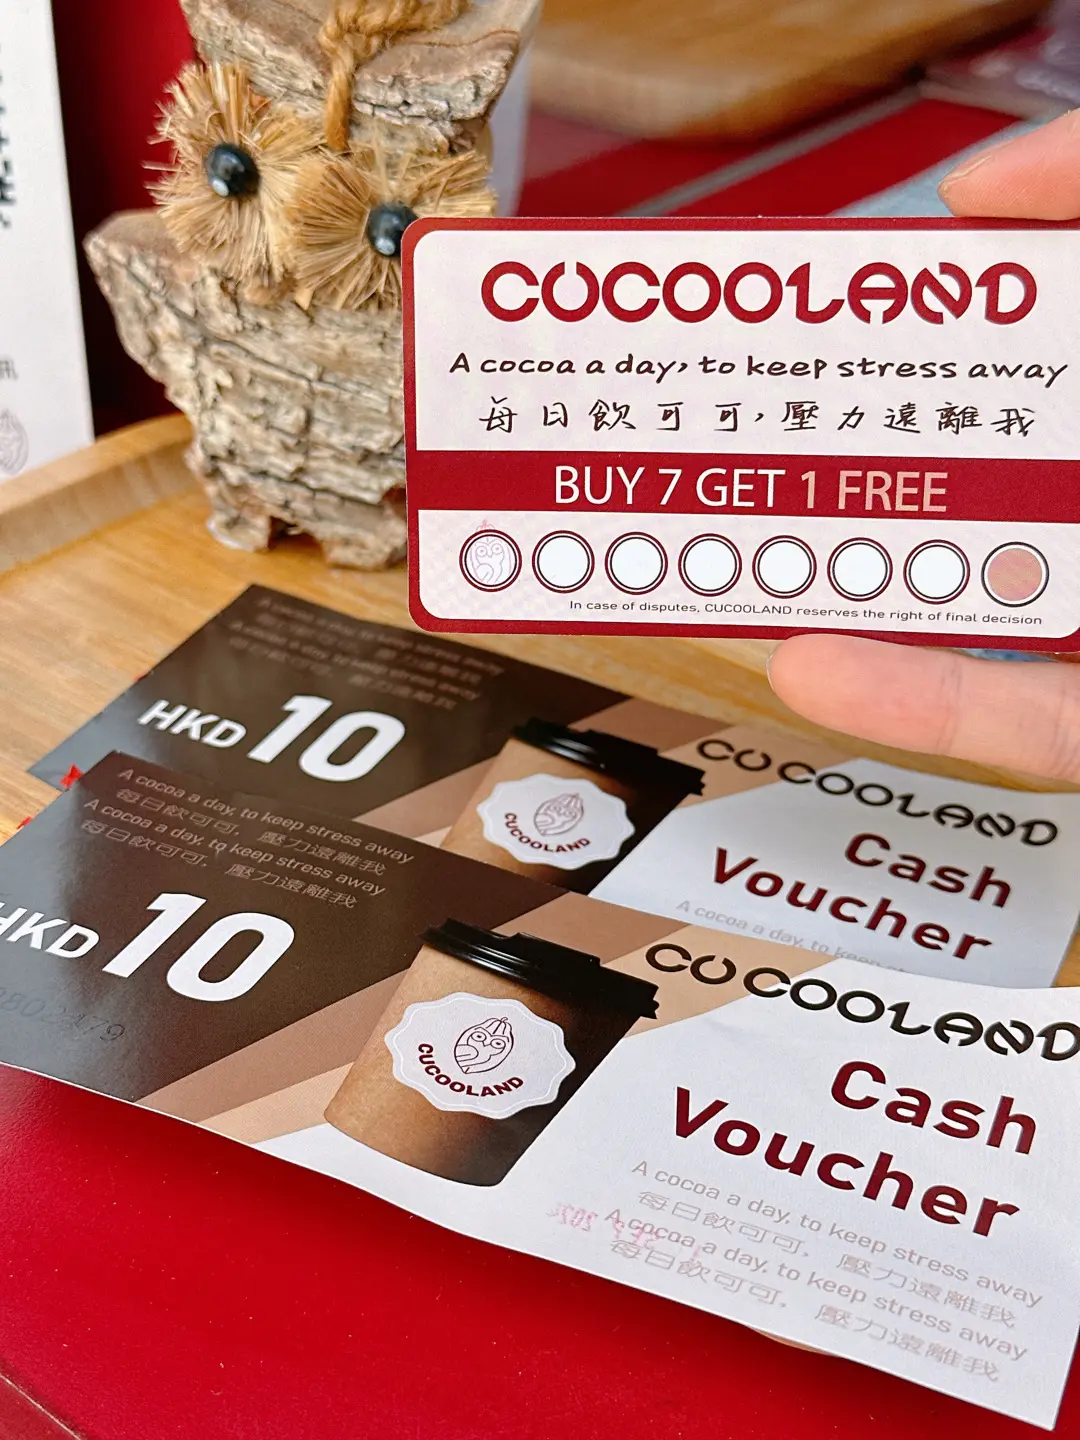 CUCOOLAND
A cocoa a day, to keep stress away
每日飲可可，壓力遠離我
BUY 7 GET 1 FREE
In case of disputes, CUCOOLAND reserves the right of final decision
HKD 10
CUCOOLAND
CUCOOLAND
Cash
Voucher
A cocoa a day, to keep
A cocoa a day, to keep stress away
每日飲可可，壓力遠離我
A cocoa a day, to keep stress away
每日飲可可，壓力遠離我
HKD 10
CUCOOLAND
CUCOOLAND
Cash
Voucher
A cocoa a day, to keep stress away
每日飲可可，壓力遠離我
A cocoa a day, to keep stress away
每日飲可可，壓力遠離我